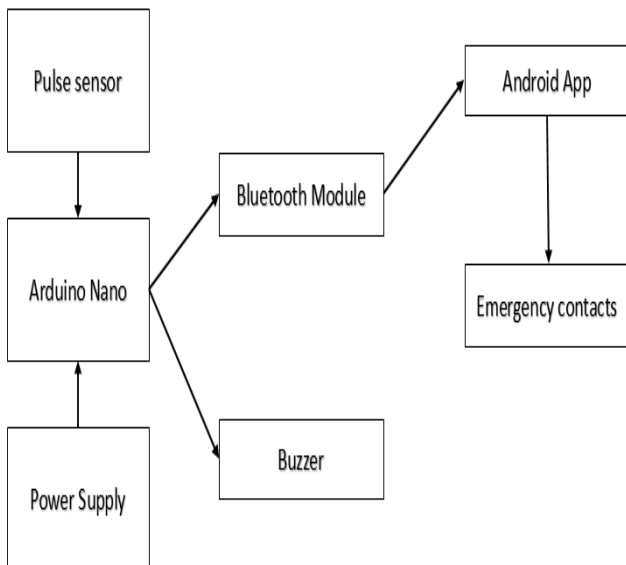 Pulse sensor
Android App
Bluetooth Module
Arduino Nano
Emergency contacts
Buzzer
Power Supply